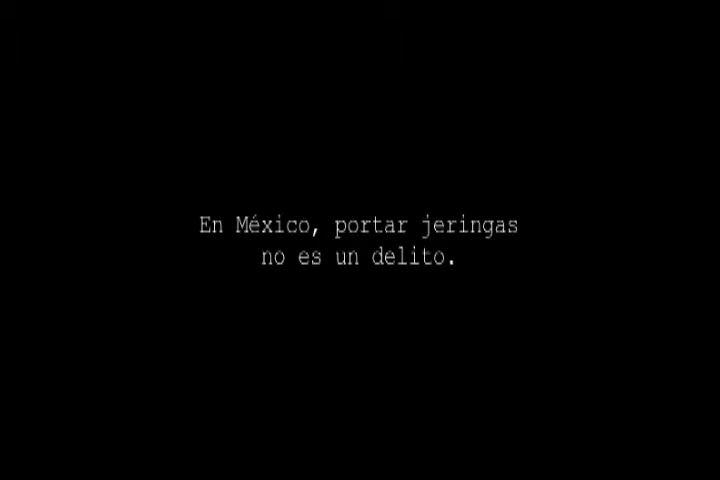 En México, portar jeringas
no es un delito.